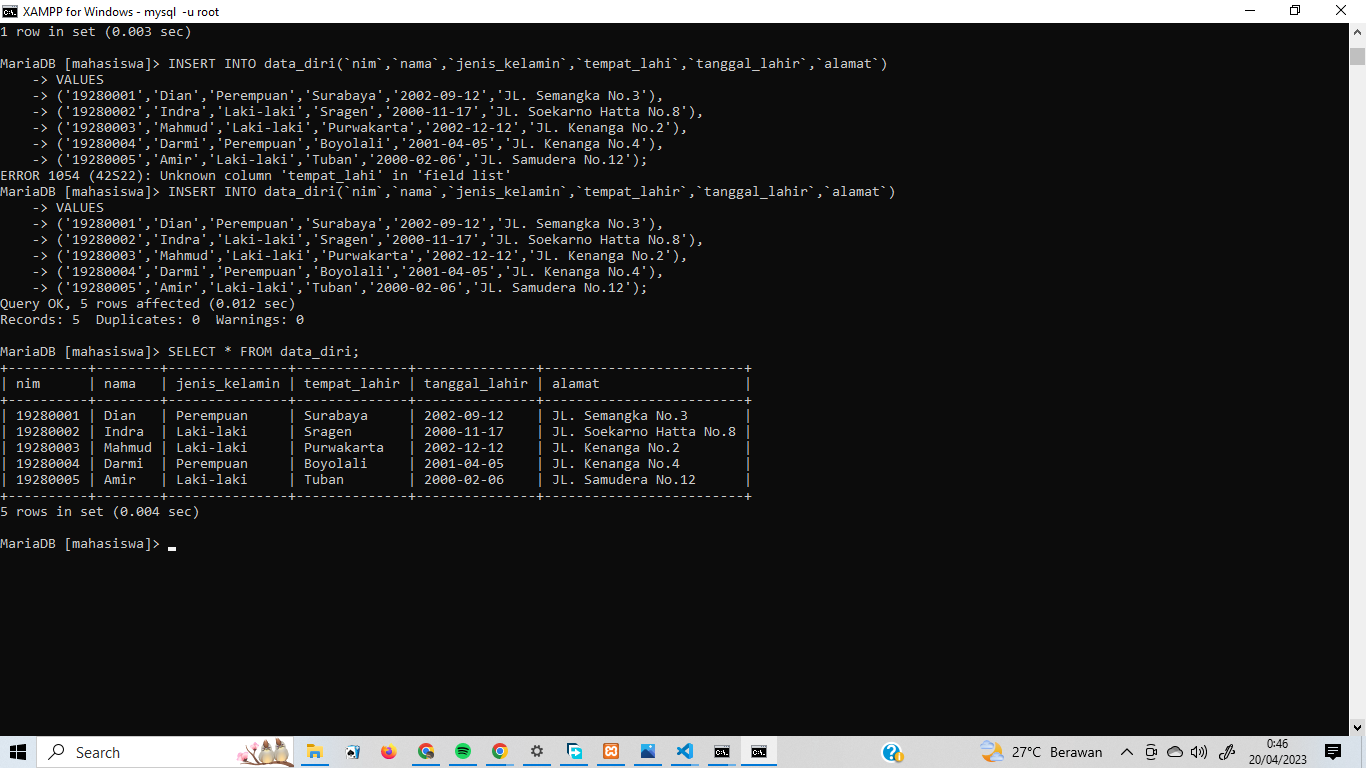 XAMPP for Windows - mysql  -u root
1 row in set (0.003 sec)
MariaDB [mahasiswa]> INSERT INTO data_diri(`nim`,`nama`,`jenis_kelamin`,`tempat_lahi`,`tanggal_lahir`,`alamat`)
    -> VALUES
    -> ('19280001','Dian','Perempuan','Surabaya','2002-09-12','JL. Semangka No.3'),
    -> ('19280002','Indra','Laki-laki','Sragen','2000-11-17','JL. Soekarno Hatta No.8'),
    -> ('19280003','Mahmud','Laki-laki','Purwakarta','2002-12-12','JL. Kenanga No.2'),
    -> ('19280004','Darmi','Perempuan','Boyolali','2001-04-05','JL. Kenanga No.4'),
    -> ('19280005','Amir','Laki-laki','Tuban','2000-02-06','JL. Samudera No.12');
ERROR 1054 (42S22): Unknown column 'tempat_lahi' in 'field list'
MariaDB [mahasiswa]> INSERT INTO data_diri(`nim`,`nama`,`jenis_kelamin`,`tempat_lahir`,`tanggal_lahir`,`alamat`)
    -> VALUES
    -> ('19280001','Dian','Perempuan','Surabaya','2002-09-12','JL. Semangka No.3'),
    -> ('19280002','Indra','Laki-laki','Sragen','2000-11-17','JL. Soekarno Hatta No.8'),
    -> ('19280003','Mahmud','Laki-laki','Purwakarta','2002-12-12','JL. Kenanga No.2'),
    -> ('19280004','Darmi','Perempuan','Boyolali','2001-04-05','JL. Kenanga No.4'),
    -> ('19280005','Amir','Laki-laki','Tuban','2000-02-06','JL. Samudera No.12');
Query OK, 5 rows affected (0.012 sec)
Records: 5  Duplicates: 0  Warnings: 0
MariaDB [mahasiswa]> SELECT * FROM data_diri;
+----------+--------+---------------+--------------+---------------+-------------------------+
| nim      | nama   | jenis_kelamin | tempat_lahir | tanggal_lahir | alamat                  |
+----------+--------+---------------+--------------+---------------+-------------------------+
| 19280001 | Dian   | Perempuan     | Surabaya     | 2002-09-12    | JL. Semangka No.3       |
| 19280002 | Indra  | Laki-laki     | Sragen       | 2000-11-17    | JL. Soekarno Hatta No.8 |
| 19280003 | Mahmud | Laki-laki     | Purwakarta   | 2002-12-12    | JL. Kenanga No.2        |
| 19280004 | Darmi  | Perempuan     | Boyolali     | 2001-04-05    | JL. Kenanga No.4        |
| 19280005 | Amir   | Laki-laki     | Tuban        | 2000-02-06    | JL. Samudera No.12      |
+----------+--------+---------------+--------------+---------------+-------------------------+
5 rows in set (0.004 sec)
MariaDB [mahasiswa]> _
Search
27°C  Berawan
0:46
20/04/2023